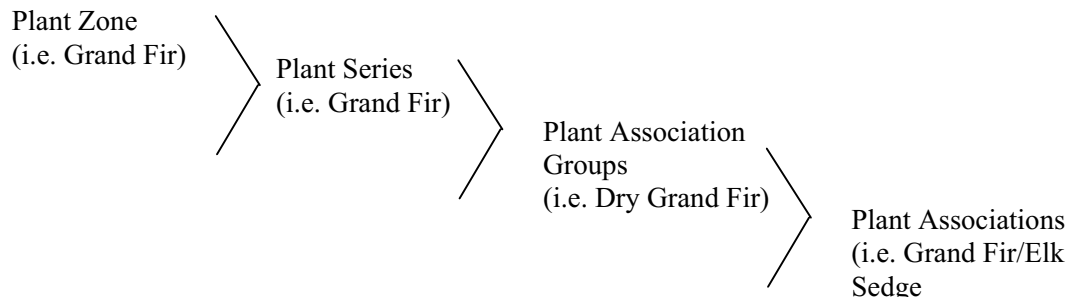 Plant Zone
(i.e. Grand Fir)
Plant Series
(i.e. Grand Fir)
Plant Association
Groups
(i.e. Dry Grand Fir)
Plant Associations
(i.e. Grand Fir/Elk
Sedge